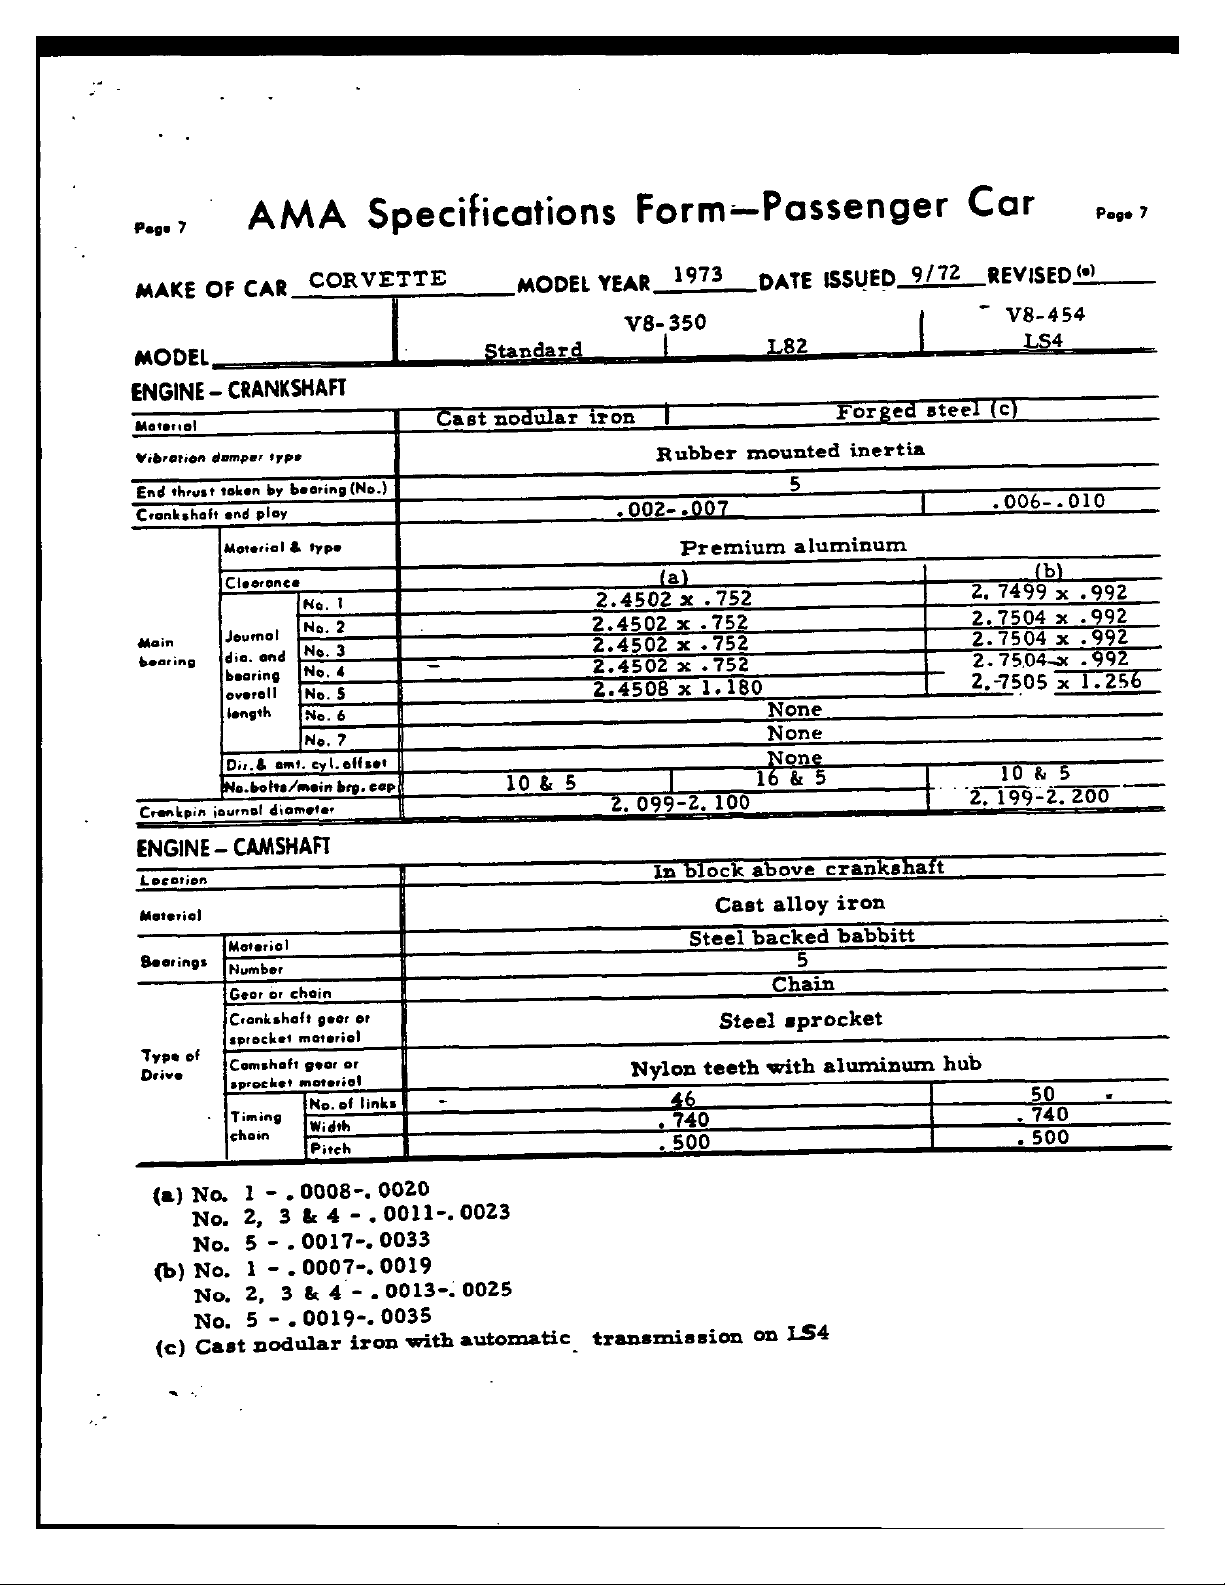 Page 7 AMA Specifications Form—Passenger Car Page 7
MAKE OF CAR CORVETTE MODEL YEAR 1973 DATE ISSUED 9/72 REVISED (•)
V8-350 V8-454
MODEL Standard L82 LS4
ENGINE – CRANKSHAFT
Material Cast nodular iron Forged steel (c)
Vibration damper type Rubber mounted inertia
End thrust taken by bearing (No.) 5
Crankshaft end play .002-.007 .006-.010
Main bearing
Material & type Premium aluminum
Clearance (a) (b)
Journal dia. and bearing overall length
No. 1 2.4502 x .752 2.7499 x .992
No. 2 2.4502 x .752 2.7504 x .992
No. 3 2.4502 x .752 2.7504 x .992
No. 4 2.4502 x .752 2.7504 x .992
No. 5 2.4508 x 1.180 2.7505 x 1.256
No. 6 None
No. 7 None
Dir. & amt. cyl. offset None
No. bolts/main brg. cap 10 & 5 16 & 5 10 & 5
Crankpin journal diameter 2.099-2.100 2.199-2.200
ENGINE – CAMSHAFT
Location In block above crankshaft
Material Cast alloy iron
Bearings
Material Steel backed babbitt
Number 5
Type of Drive
Gear or chain Chain
Crankshaft gear or sprocket material Steel sprocket
Camshaft gear or sprocket material Nylon teeth with aluminum hub
Timing chain
No. of links 46 50
Width .740 .740
Pitch .500 .500
(a) No. 1 - .0008-.0020
No. 2, 3 & 4 - .0011-.0023
No. 5 - .0017-.0033
(b) No. 1 - .0007-.0019
No. 2, 3 & 4 - .0013-.0025
No. 5 - .0019-.0035
(c) Cast nodular iron with automatic transmission on LS4